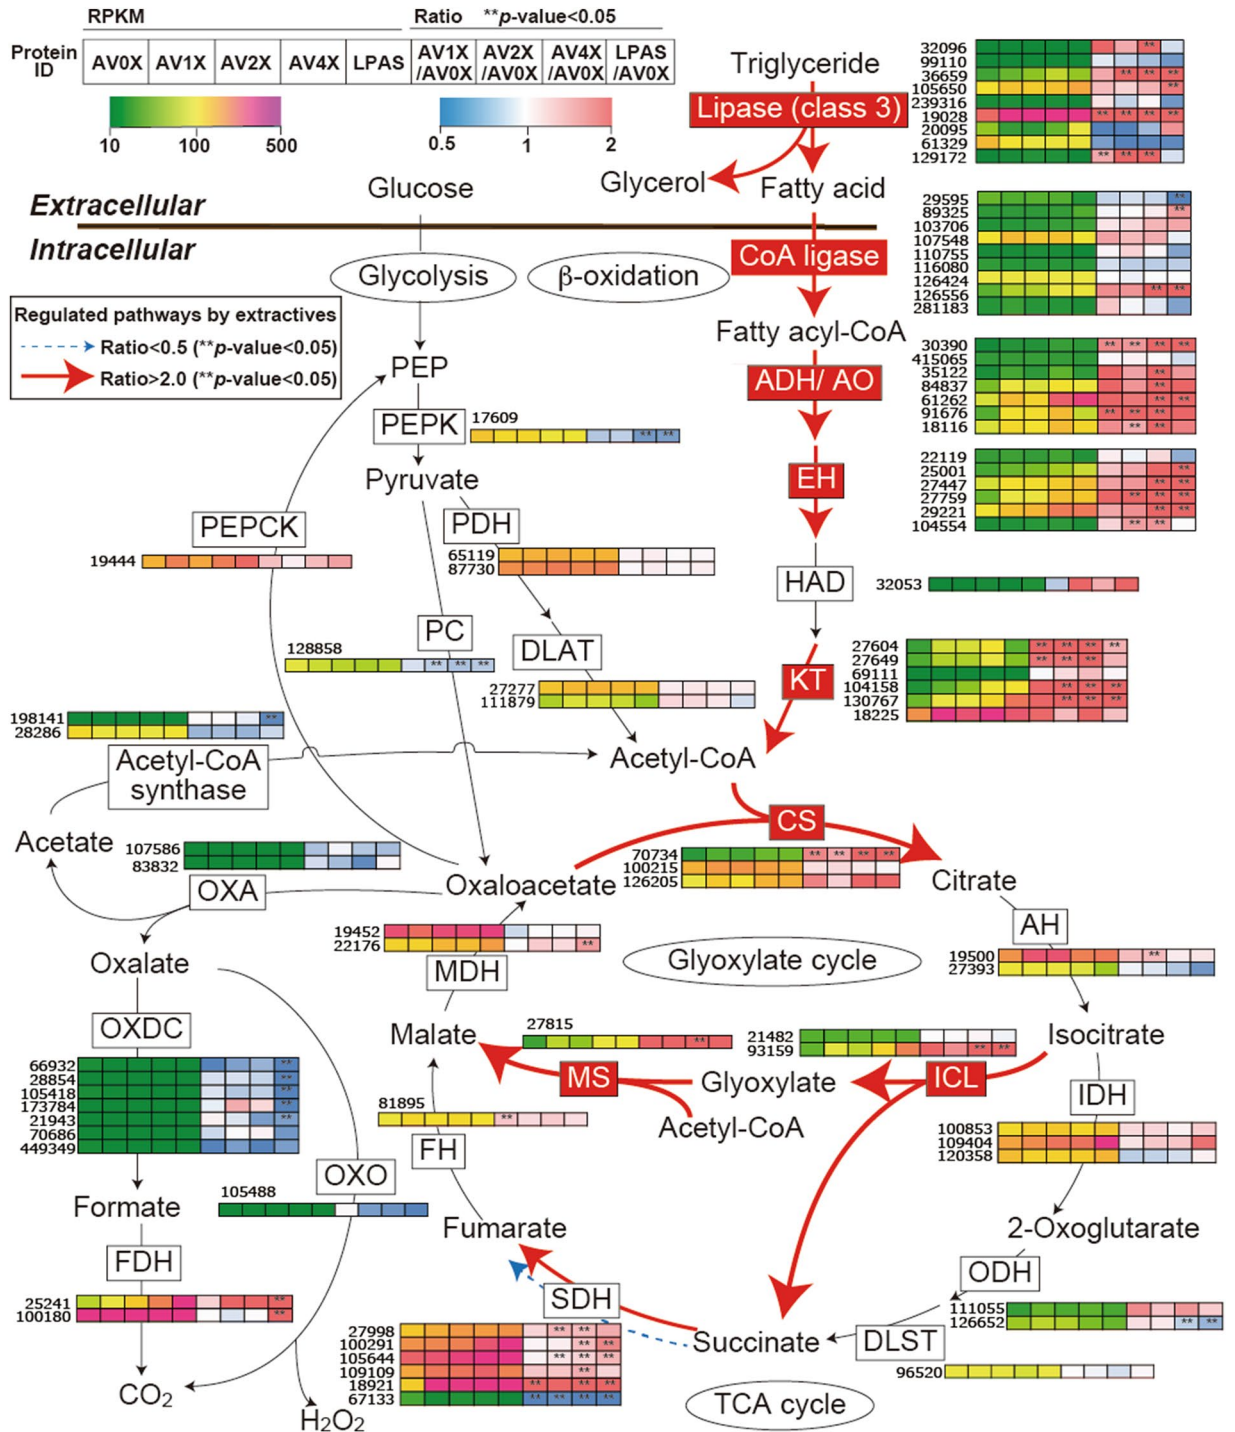 RPKM
Ratio **p-value<0.05
Protein ID
AV0X AV1X AV2X AV4X LPAS AV1X/AV0X AV2X/AV0X AV4X/AV0X LPAS/AV0X
10 100 500
0.5 1 2
Triglyceride
Lipase (class 3)
Glycerol
Fatty acid
32096
99110
36659
105650
239316
19028
20095
61329
129172
Glucose
Extracellular
Intracellular
Glycolysis
β-oxidation
CoA ligase
29595
89325
103706
107548
110755
116080
126424
126556
281183
Regulated pathways by extractives
Ratio<0.5 (**p-value<0.05)
Ratio>2.0 (**p-value<0.05)
Fatty acyl-CoA
ADH/ AO
30390
415065
35122
84837
61262
91676
18116
PEP
PEPK
17609
Pyruvate
EH
22119
25001
27447
27759
29221
104554
PEPCK
19444
PDH
65119
87730
HAD
32053
PC
128858
DLAT
27277
111879
KT
27604
27649
69111
104158
130767
18225
198141
28286
Acetyl-CoA synthase
Acetyl-CoA
Acetate
107586
83832
OXA
CS
70734
100215
126205
Oxaloacetate
Citrate
19452
22176
MDH
Glyoxylate cycle
AH
19500
27393
Oxalate
OXDC
66932
28854
105418
173784
21943
70686
449349
Malate
27815
MS
21482
93159
Glyoxylate
ICL
Isocitrate
Acetyl-CoA
IDH
100853
109404
120358
81895
FH
OXO
105488
Formate
FDH
25241
100180
Fumarate
2-Oxoglutarate
ODH
111055
126652
SDH
27998
100291
105644
109109
18921
67133
Succinate
DLST
96520
CO2
H2O2
TCA cycle